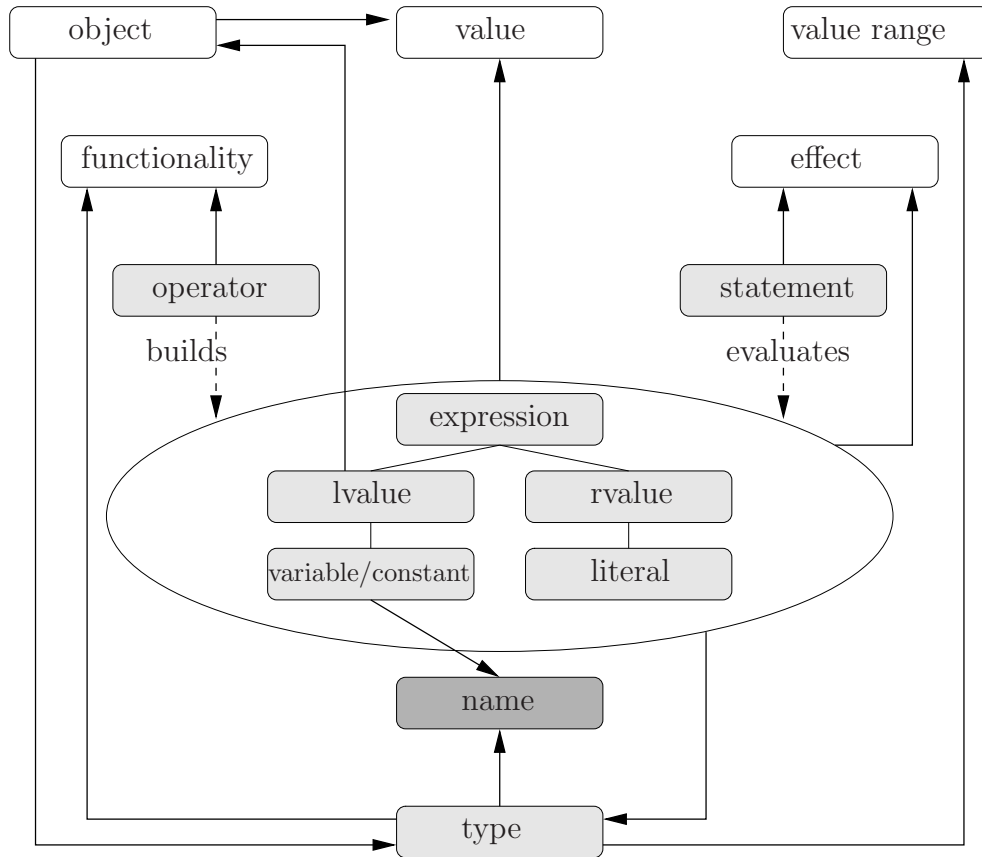 object
value
value range
functionality
effect
operator
statement
builds
evaluates
expression
lvalue
rvalue
variable/constant
literal
name
type